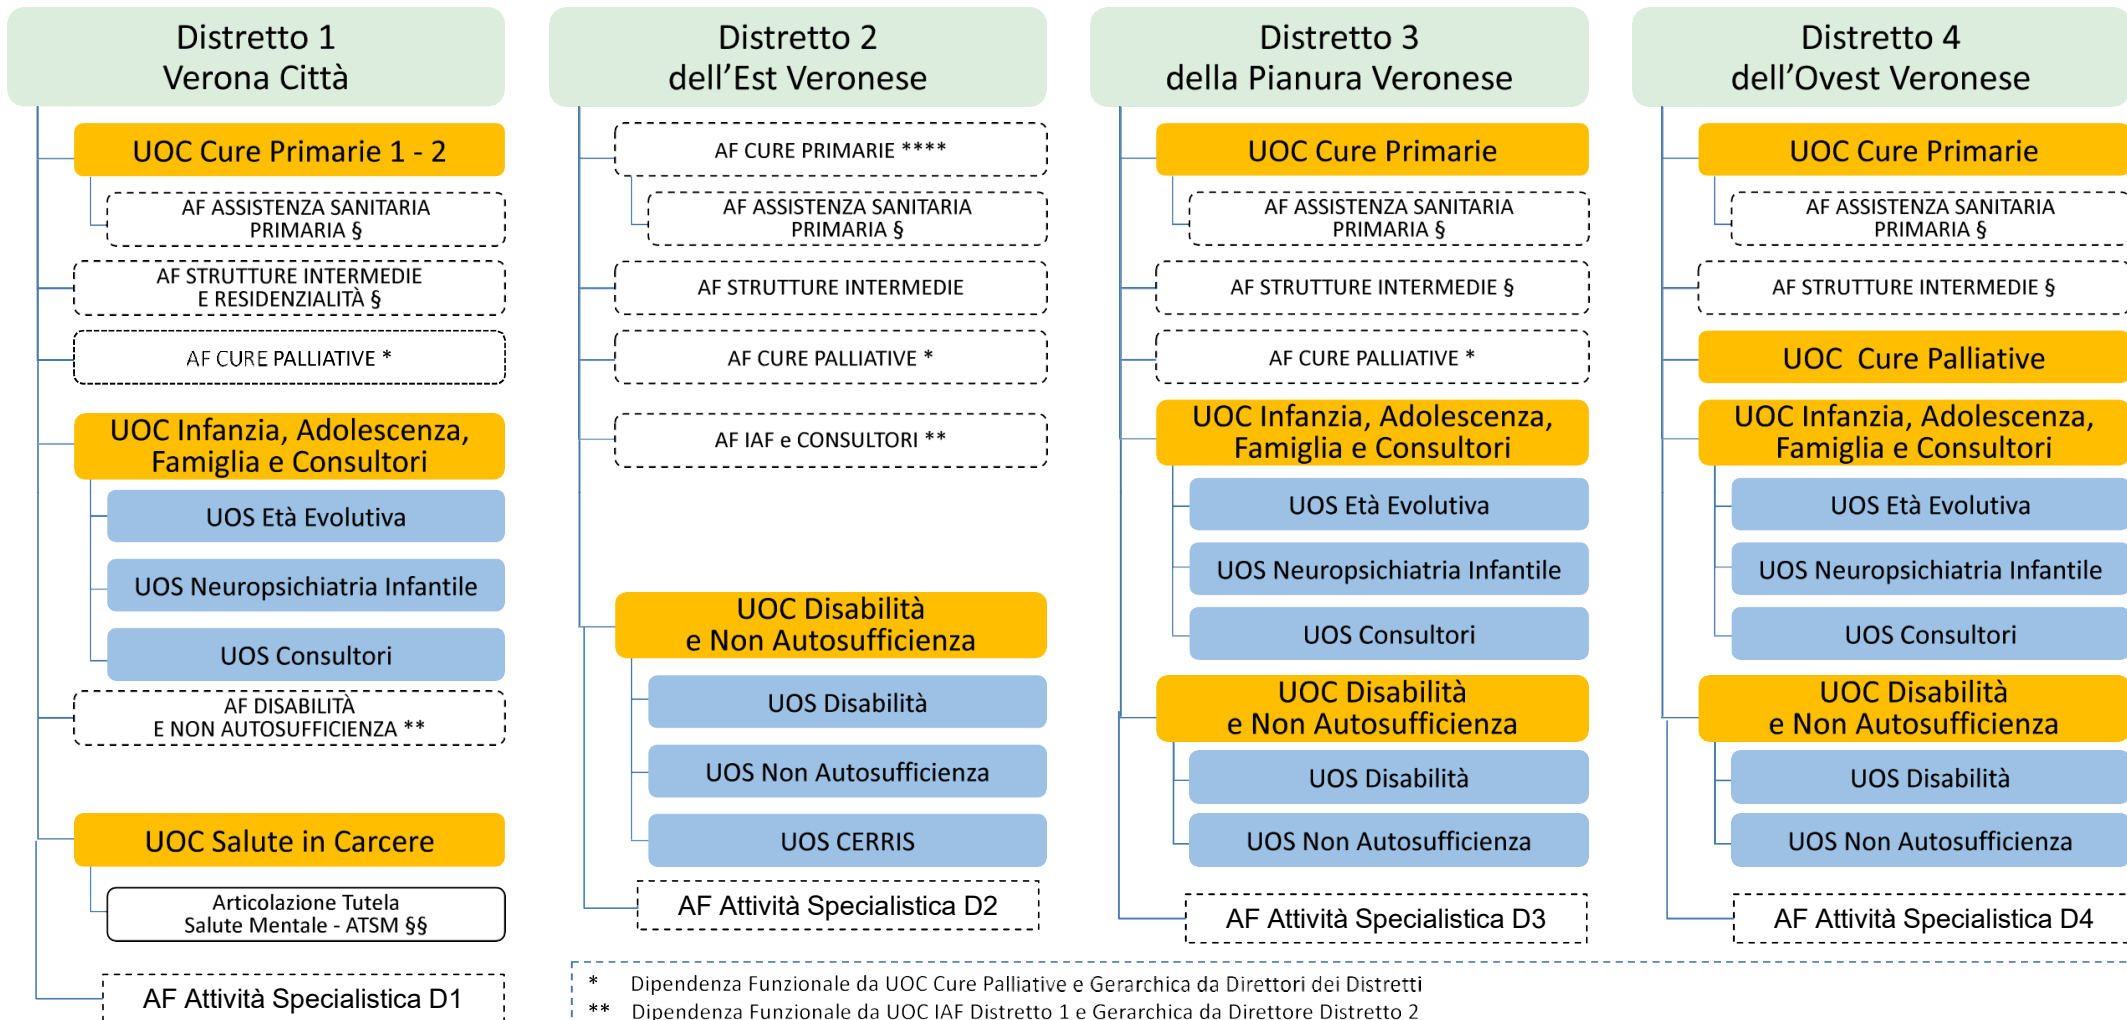 Distretto 1
Verona Città
UOC Cure Primarie 1 - 2
AF ASSISTENZA SANITARIA
PRIMARIA §
AF STRUTTURE INTERMEDIE
E RESIDENZIALITÀ §
AF CURE PALLIATIVE *
UOC Infanzia, Adolescenza,
Famiglia e Consultori
UOS Età Evolutiva
UOS Neuropsichiatria Infantile
UOS Consultori
AF DISABILITÀ
E NON AUTOSUFFICIENZA **
UOC Salute in Carcere
Articolazione Tutela
Salute Mentale - ATSM §§
AF Attività Specialistica D1
Distretto 2
dell’Est Veronese
AF CURE PRIMARIE ****
AF ASSISTENZA SANITARIA
PRIMARIA §
AF STRUTTURE INTERMEDIE
AF CURE PALLIATIVE *
AF IAF e CONSULTORI **
UOC Disabilità
e Non Autosufficienza
UOS Disabilità
UOS Non Autosufficienza
UOS CERRIS
AF Attività Specialistica D2
Distretto 3
della Pianura Veronese
UOC Cure Primarie
AF ASSISTENZA SANITARIA
PRIMARIA §
AF STRUTTURE INTERMEDIE §
AF CURE PALLIATIVE *
UOC Infanzia, Adolescenza,
Famiglia e Consultori
UOS Età Evolutiva
UOS Neuropsichiatria Infantile
UOS Consultori
UOC Disabilità
e Non Autosufficienza
UOS Disabilità
UOS Non Autosufficienza
AF Attività Specialistica D3
Distretto 4
dell’Ovest Veronese
UOC Cure Primarie
AF ASSISTENZA SANITARIA
PRIMARIA §
AF STRUTTURE INTERMEDIE §
UOC Cure Palliative
UOC Infanzia, Adolescenza,
Famiglia e Consultori
UOS Età Evolutiva
UOS Neuropsichiatria Infantile
UOS Consultori
UOC Disabilità
e Non Autosufficienza
UOS Disabilità
UOS Non Autosufficienza
AF Attività Specialistica D4
* Dipendenza Funzionale da UOC Cure Palliative e Gerarchica da Direttori dei Distretti
** Dipendenza Funzionale da UOC IAF Distretto 1 e Gerarchica da Direttore Distretto 2